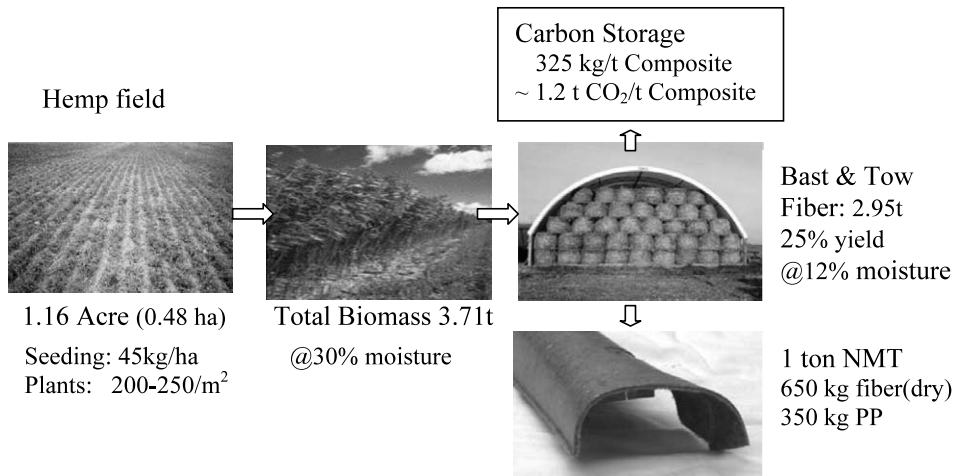 Hemp field
1.16 Acre (0.48 ha)
Seeding: 45kg/ha
Plants: 200-250/m²
Total Biomass 3.71t
@30% moisture
Carbon Storage
325 kg/t Composite
~ 1.2 t CO₂/t Composite
Bast & Tow
Fiber: 2.95t
25% yield
@12% moisture
1 ton NMT
650 kg fiber(dry)
350 kg PP